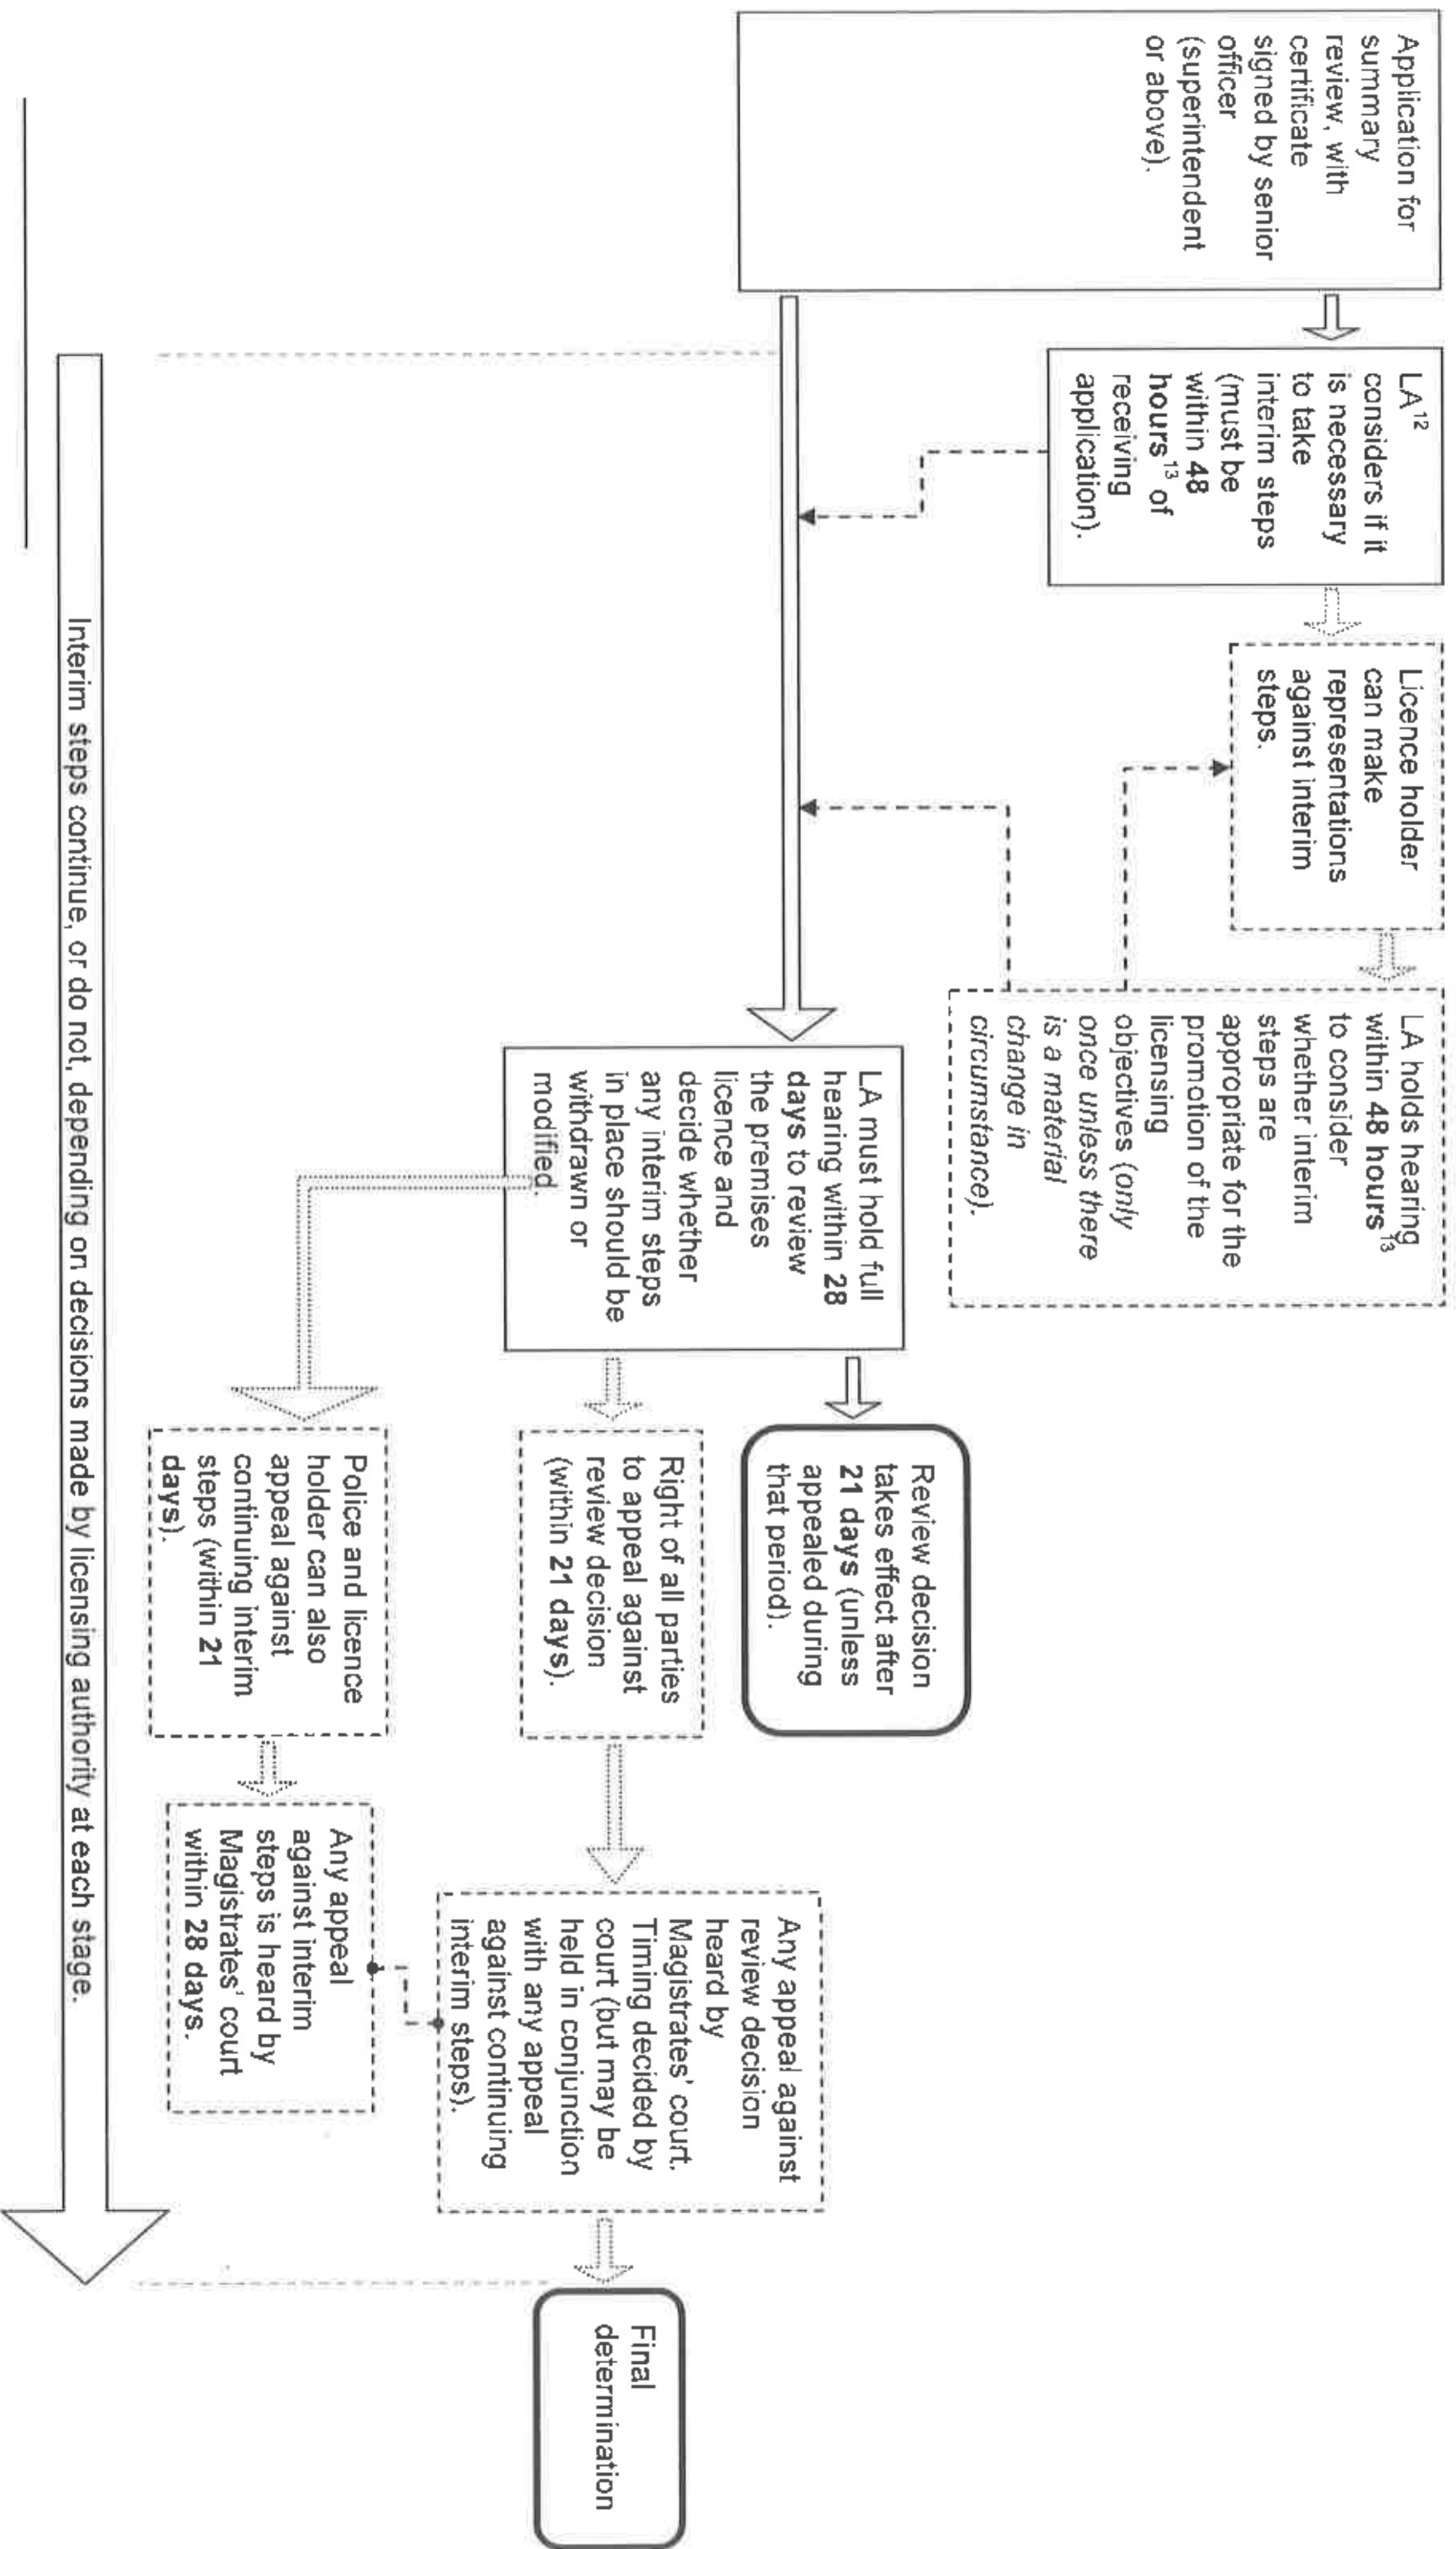 Application for
summary
review, with
certificate
signed by senior
officer
(superintendent
or above).
LA12
considers if it
is necessary
to take
interim steps
(must be
within 48
hours13 of
receiving
application).
Licence holder
can make
representations
against interim
steps.
LA holds hearing
within 48 hours13
to consider
whether interim
steps are
appropriate for the
promotion of the
licensing
objectives (only
once unless there
is a material
change in
circumstance).
LA must hold full
hearing within 28
days to review
the premises
licence and
decide whether
any interim steps
in place should be
withdrawn or
modified.
Review decision
takes effect after
21 days (unless
appealed during
that period).
Right of all parties
to appeal against
review decision
(within 21 days).
Police and licence
holder can also
appeal against
continuing interim
steps (within 21
days).
Any appeal against
review decision
heard by
Magistrates' court.
Timing decided by
court (but may be
held in conjunction
with any appeal
against continuing
interim steps).
Any appeal
against interim
steps is heard by
Magistrates' court
within 28 days.
Final
determination
Interim steps continue, or do not, depending on decisions made by licensing authority at each stage.